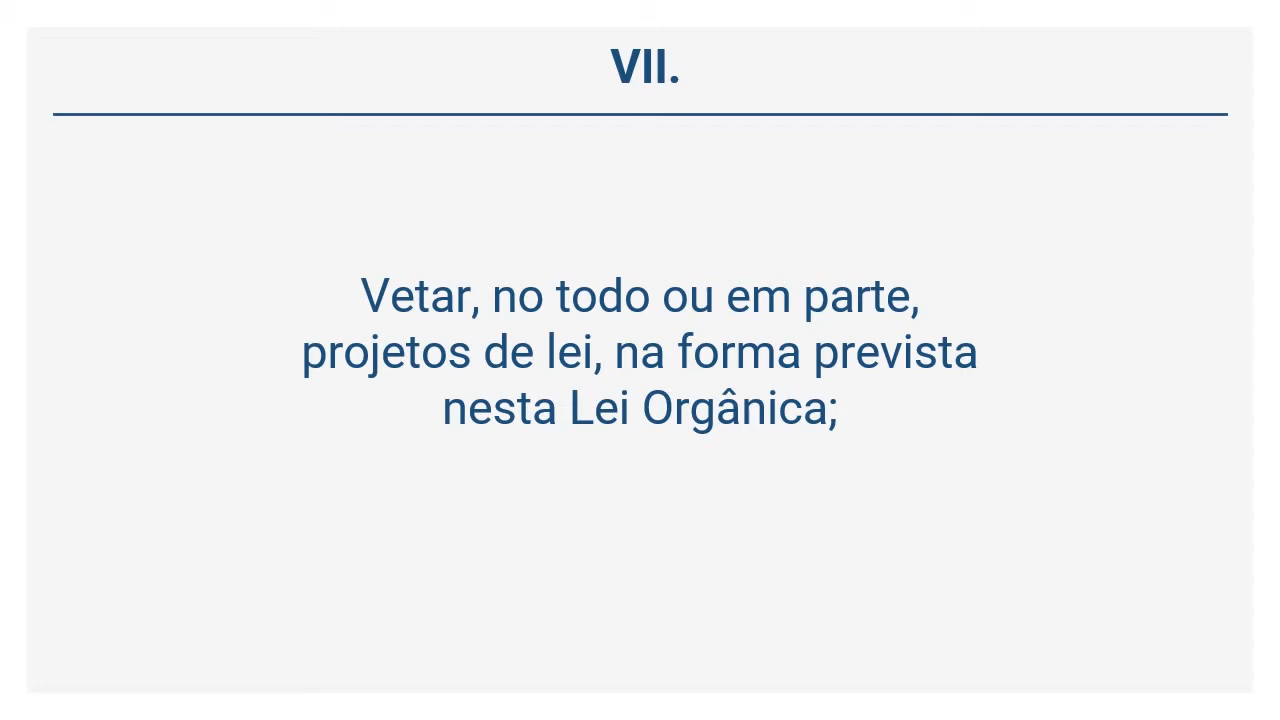 VII.
Vetar, no todo ou em parte,
projetos de lei, na forma prevista
nesta Lei Orgânica;